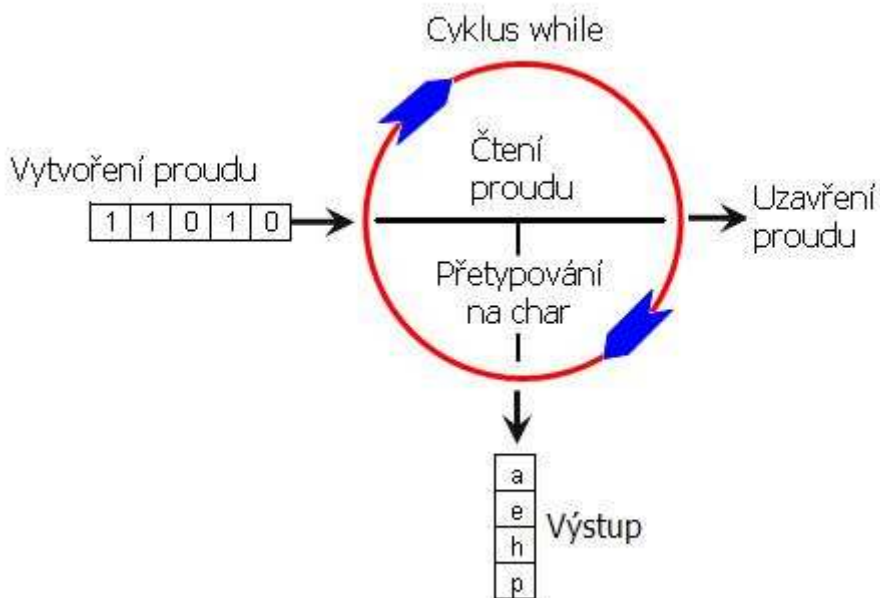 Cyklus while
Čtení
proudu
Vytvoření proudu
1 1 0 1 0
Uzavření
proudu
Přetypování
na char
a
e
h
p
Výstup